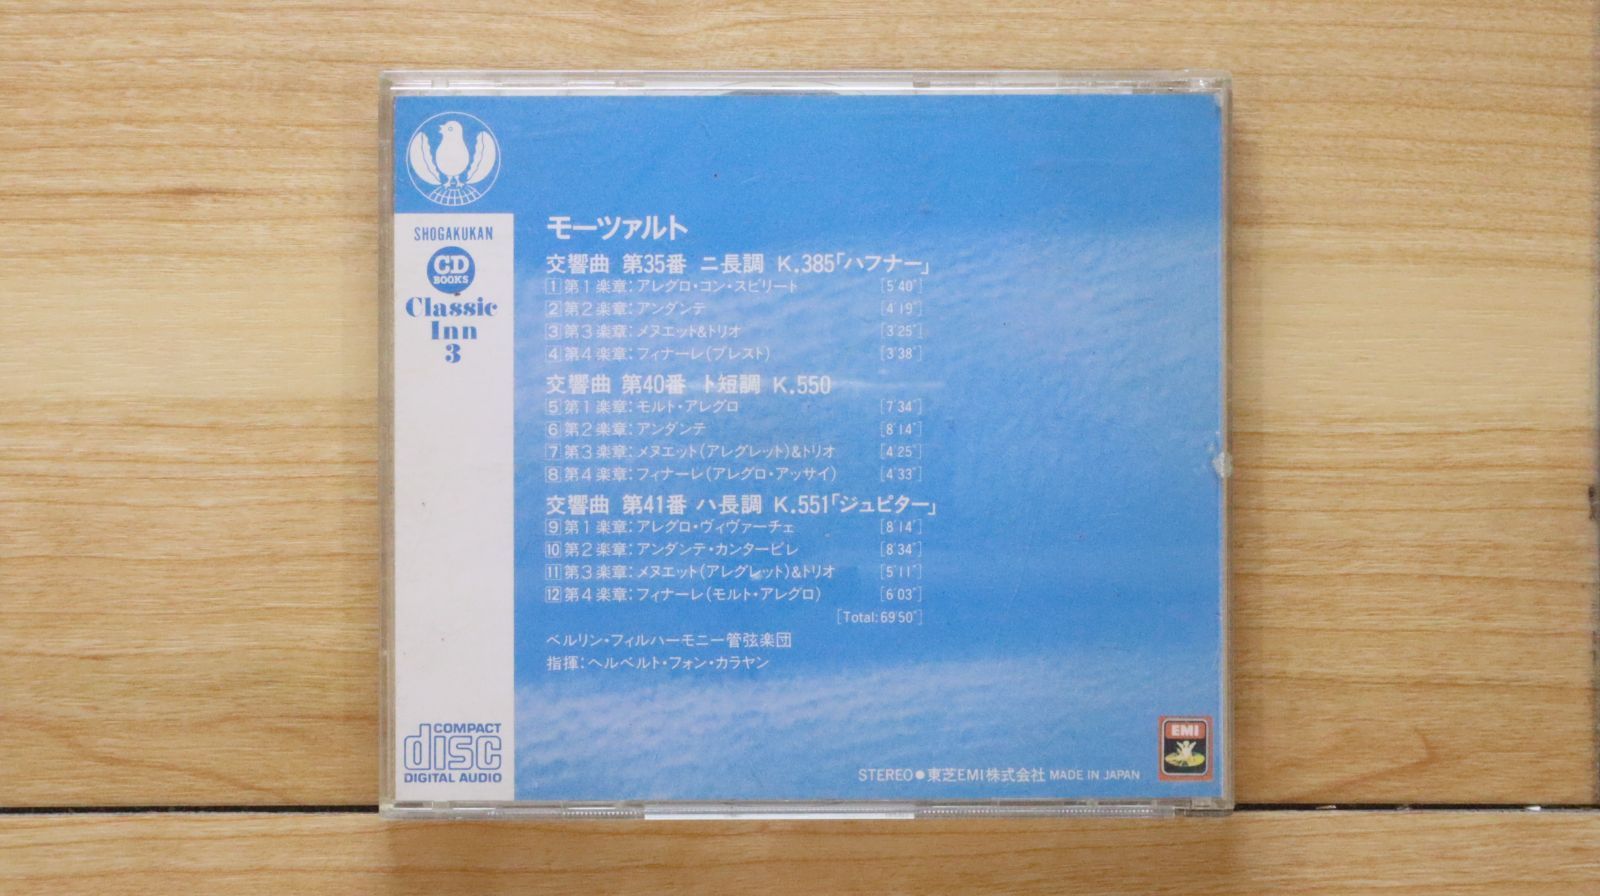 SHOGAKUKAN
CD
BOOKS
Classic
Inn
3
モーツァルト
交響曲 第35番 ニ長調 K.385「ハフナー」
1 第1楽章:アレグロ・コン・スピリート [5'40"]
2 第2楽章:アンダンテ [4'19"]
3 第3楽章:メヌエット&トリオ [3'25"]
4 第4楽章:フィナーレ(プレスト) [3'38"]
交響曲 第40番 ト短調 K.550
5 第1楽章:モルト・アレグロ [7'34"]
6 第2楽章:アンダンテ [8'14"]
7 第3楽章:メヌエット(アレグレット)&トリオ [4'25"]
8 第4楽章:フィナーレ(アレグロ・アッサイ) [4'33"]
交響曲 第41番 ハ長調 K.551「ジュピター」
9 第1楽章:アレグロ・ヴィヴァーチェ [8'14"]
10 第2楽章:アンダンテ・カンタービレ [8'34"]
11 第3楽章:メヌエット(アレグレット)&トリオ [5'11"]
12 第4楽章:フィナーレ(モルト・アレグロ) [6'03"]
[Total:69'50"]
ベルリン・フィルハーモニー管弦楽団
指揮:ヘルベルト・フォン・カラヤン
COMPACT
disc
DIGITAL AUDIO
EMI
STEREO●東芝EMI株式会社 MADE IN JAPAN